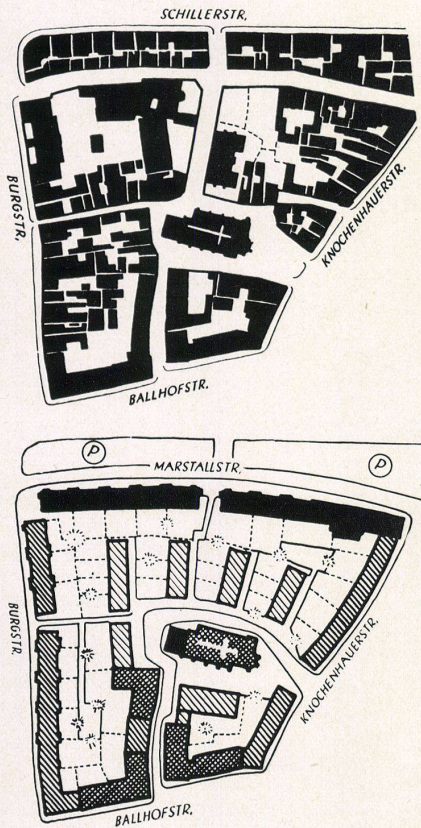 SCHILLERSTR.
BURGSTR.
KNOCHENHAUERSTR.
BALLHOFSTR.
P
P
MARSTALLSTR.
BURGSTR.
KNOCHENHAUERSTR.
BALLHOFSTR.